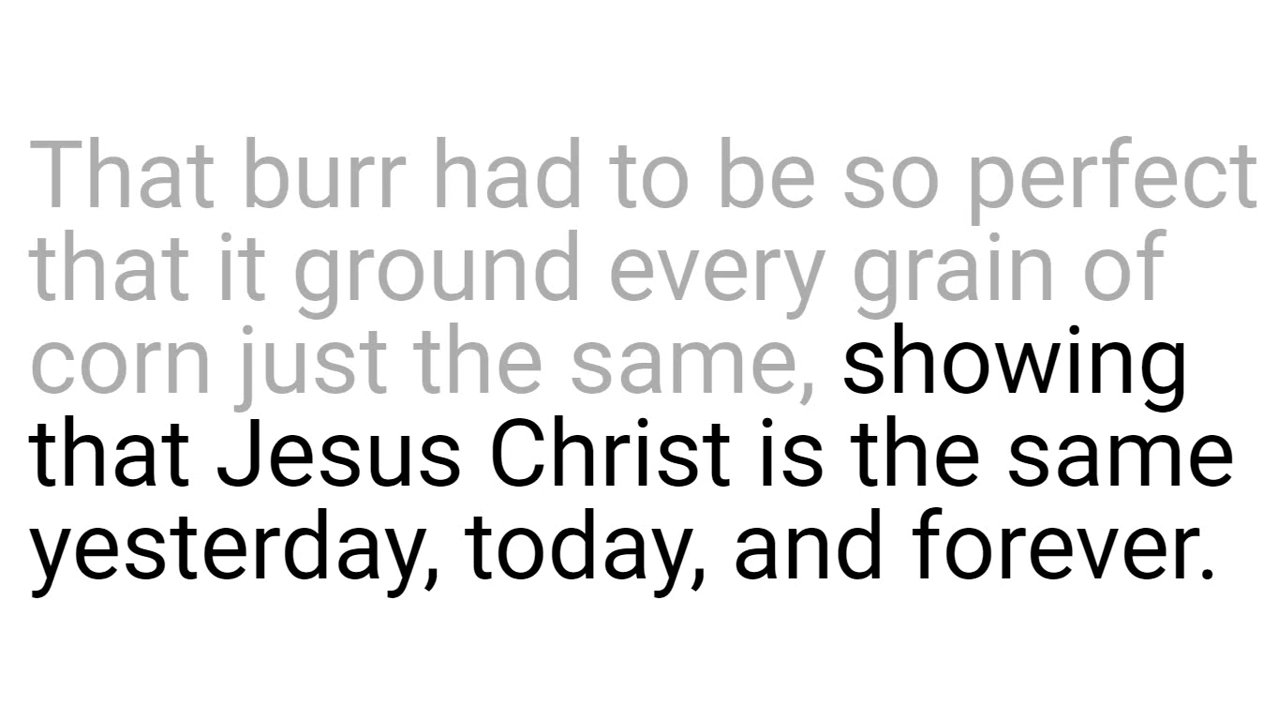 That burr had to be so perfect
that it ground every grain of
corn just the same, showing
that Jesus Christ is the same
yesterday, today, and forever.